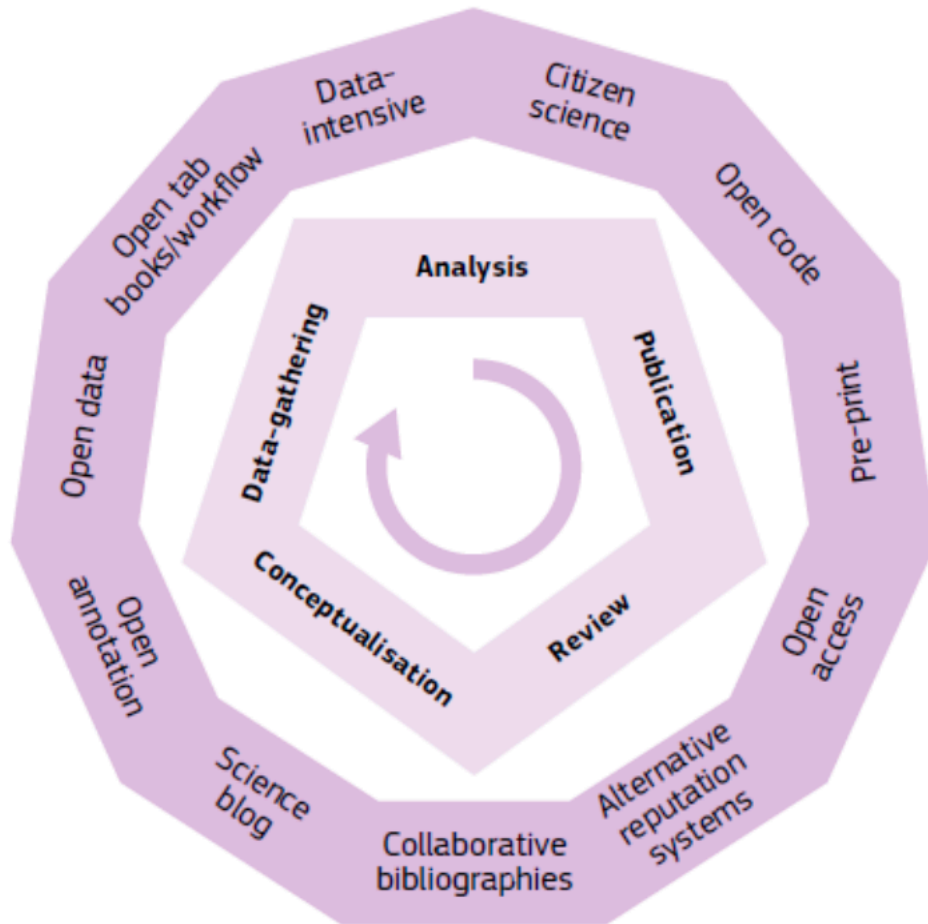 Data-
intensive
Citizen
science
Open code
Pre-print
Open
access
Alternative
reputation
systems
Collaborative
bibliographies
Science
blog
Open
annotation
Open data
Open tab
books/workflow
Analysis
Publication
Review
Conceptualisation
Data-gathering